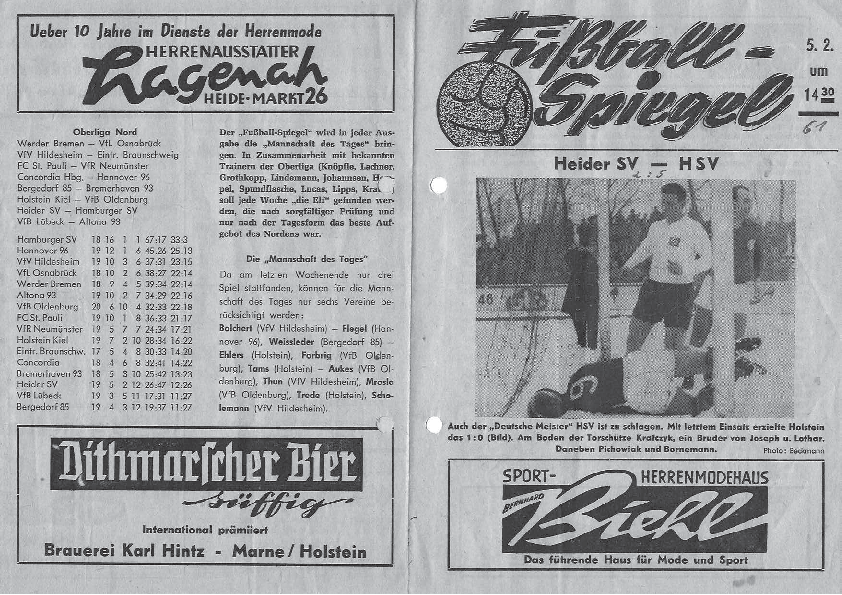 Ueber 10 Jahre im Dienste der Herrenmode
HERRENAUSSTATTER
Hagenah
HEIDE-MARKT 26
Oberliga Nord
Werder Bremen — VfL Osnabrück
VfV Hildesheim — Eintr. Braunschweig
FC St. Pauli — VfR Neumünster
Concordia Hbg. — Hannover 96
Bergedorf 85 — Bremerhaven 93
Holstein Kiel — VfB Oldenburg
Heider SV — Hamburger SV
VfB Lübeck — Altona 93
Hamburger SV 18 16 1 1 67:17 33:3
Hannover 96 19 12 1 6 45:26 25:13
VfV Hildesheim 19 10 3 6 37:31 23:15
VfL Osnabrück 18 10 2 6 38:27 22:14
Werder Bremen 18 9 4 5 39:34 22:14
Altona 93 19 10 2 7 34:29 22:16
VfB Oldenburg 20 6 10 4 32:33 22:18
FC St. Pauli 19 10 1 8 36:33 21:17
VfR Neumünster 19 5 7 7 24:34 17:21
Holstein Kiel 19 7 2 10 28:34 16:22
Eintr. Braunschw. 17 5 4 8 30:33 14:20
Concordia 18 4 6 8 32:41 14:22
Bremerhaven 93 18 5 3 10 25:42 13:23
Heider SV 19 5 2 12 26:47 12:26
VfB Lübeck 19 3 5 11 17:31 11:27
Bergedorf 85 19 4 3 12 19:37 11:27
Der „Fußball-Spiegel" wird in jeder Aus-
gabe die „Mannschaft des Tages" brin-
gen. In Zusammenarbeit mit bekannten
Trainern der Oberliga (Knöpfle, Lechner,
Grothkopp, Lindemann, Johannsen,
pel, Spundflasche, Lucas, Lipps,
soll jede Woche „die Elf" gefunden wer-
den, die nach sorgfältiger Prüfung und
nur nach der Tagesform das beste Auf-
gebot des Nordens war.
Die „Mannschaft des Tages"
Da am letzten Wochenende nur drei
Spiel stattfanden, können für die Mann-
schaft des Tages nur sechs Vereine be-
rücksichtigt werden:
Bolchert (VfV Hildesheim) — Flegel (Han-
nover 96), Weissleder (Bergedorf 85) —
Ehlers (Holstein), Farbrig (VfB Olden-
burg), Tams (Holstein) — Aukes (VfB Ol-
denburg), Thun (VfV Hildesheim), Mrosla
(VfB Oldenburg), Trede (Holstein), Scho-
lemann (VfV Hildesheim).
Dithmarscher Bier
süffig
International prämiiert
Brauerei Karl Hintz - Marne/Holstein
Fußball-
Spiegel
5. 2.
um
14 30
61
Heider SV — HSV
2:5
48
6
Auch der „Deutsche Meister" HSV ist zu schlagen. Mit letztem Einsatz erzielte Holstein
das 1:0 (Bild). Am Boden der Torschütze Kratzyk, ein Bruder von Joseph u. Lothar.
Daneben Pichowiak und Bornemann. Photo: Beckmann
SPORT- HERRENMODEHAUS
BERNHARD
Biehl
Das führende Haus für Mode und Sport